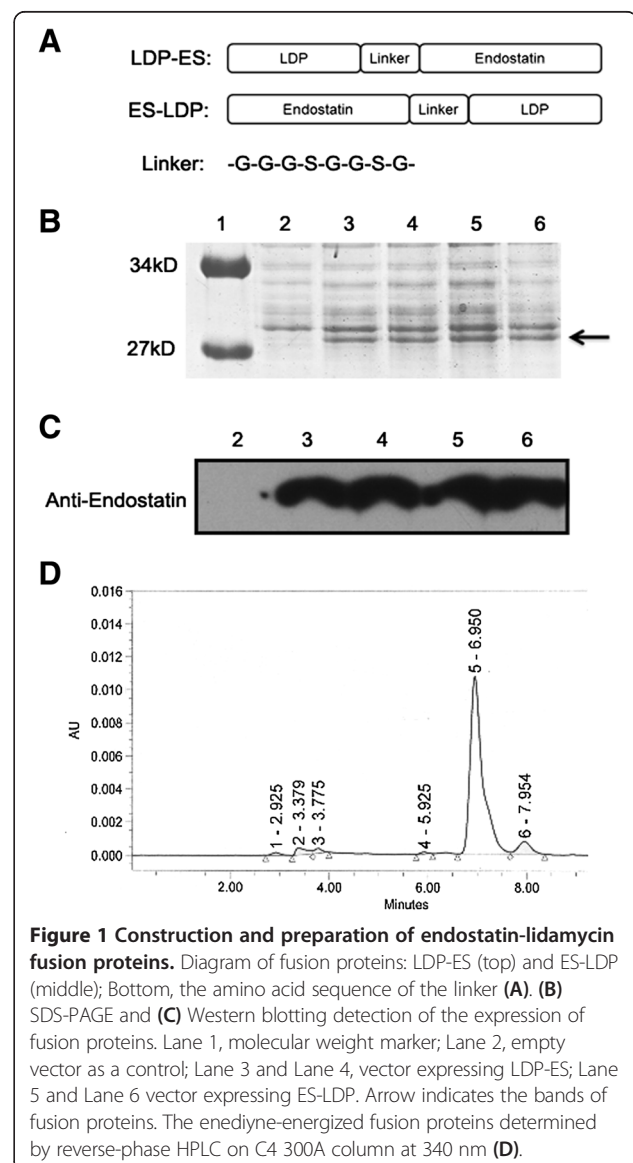 A
LDP-ES: LDP Linker Endostatin
ES-LDP: Endostatin Linker LDP
Linker: -G-G-G-S-G-G-S-G-
B
1 2 3 4 5 6
34kD
27kD
C
2 3 4 5 6
Anti-Endostatin
D
0.016
0.014
0.012
0.010
0.008
0.006
0.004
0.002
0.000
AU
1 - 2.925
2 - 3.379
3 - 3.775
4 - 5.925
5 - 6.950
6 - 7.954
2.00 4.00 6.00 8.00
Minutes
Figure 1 Construction and preparation of endostatin-lidamycin
fusion proteins. Diagram of fusion proteins: LDP-ES (top) and ES-LDP
(middle); Bottom, the amino acid sequence of the linker (A). (B)
SDS-PAGE and (C) Western blotting detection of the expression of
fusion proteins. Lane 1, molecular weight marker; Lane 2, empty
vector as a control; Lane 3 and Lane 4, vector expressing LDP-ES; Lane
5 and Lane 6 vector expressing ES-LDP. Arrow indicates the bands of
fusion proteins. The enediyne-energized fusion proteins determined
by reverse-phase HPLC on C4 300A column at 340 nm (D).